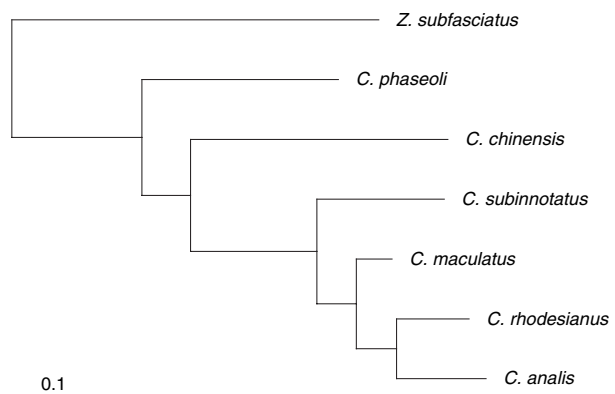 Z. subfasciatus
C. phaseoli
C. chinensis
C. subinnotatus
C. maculatus
C. rhodesianus
C. analis
0.1